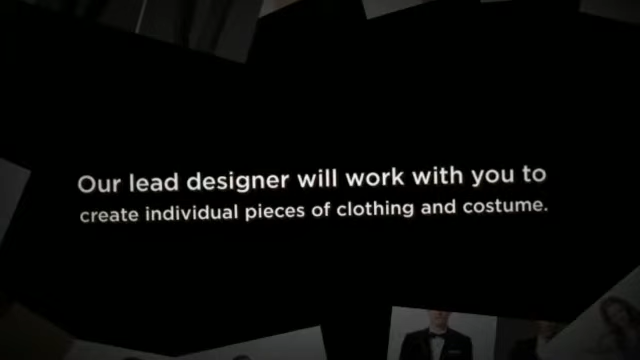 Our lead designer will work with you to
create individual pieces of clothing and costume.